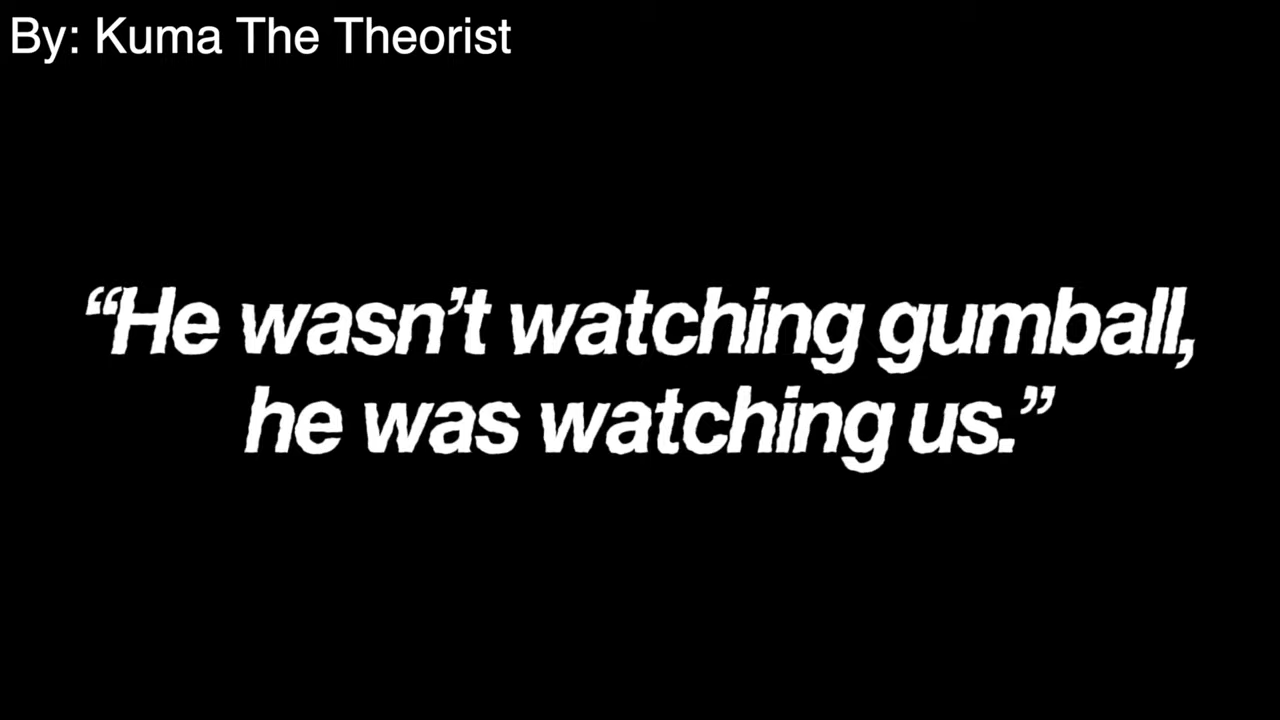 By: Kuma The Theorist
“He wasn’t watching gumball,
he was watching us.”